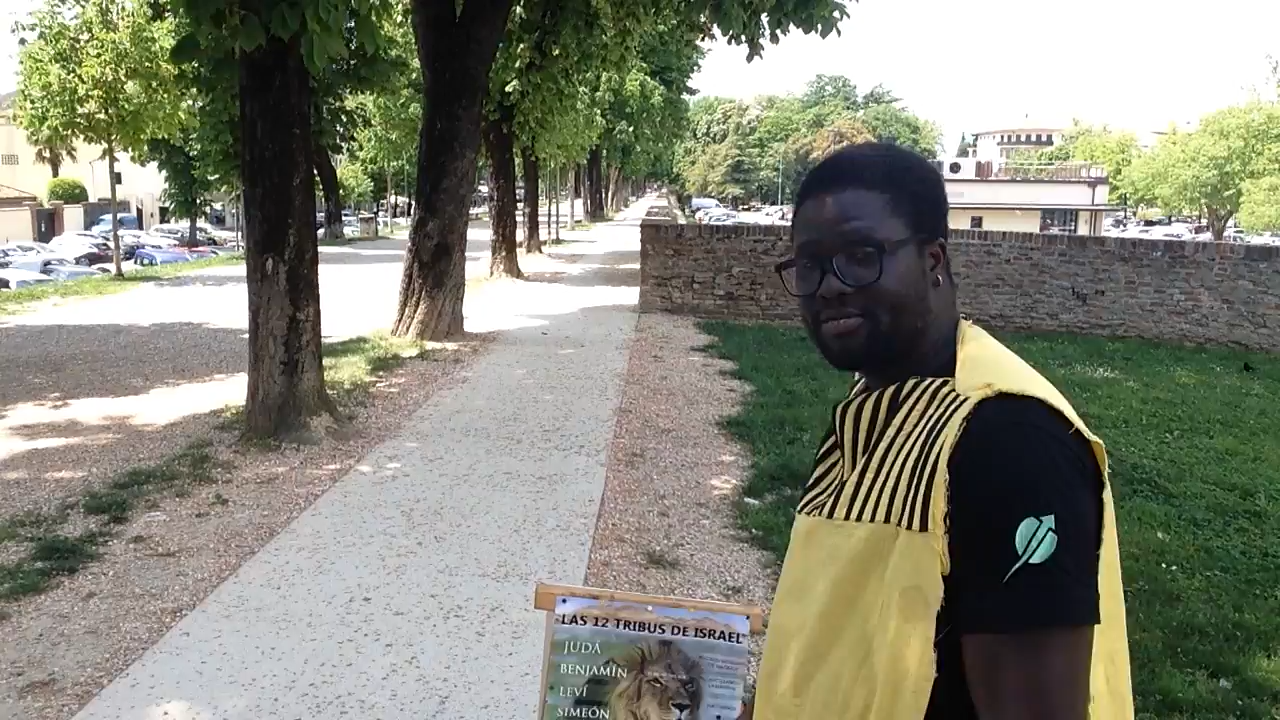 LAS 12 TRIBUS DE ISRAEL
JUDÁ
BENJAMÍN
LEVÍ
SIMEÓN